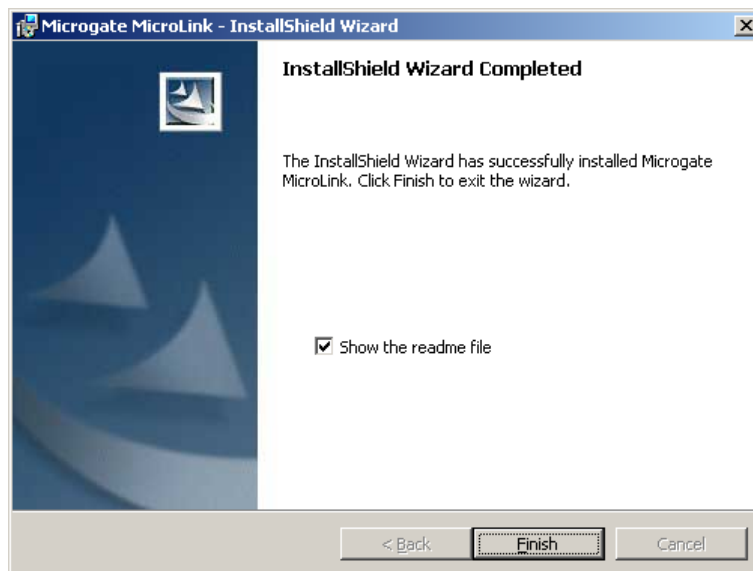 Microgate MicroLink - InstallShield Wizard
InstallShield Wizard Completed
The InstallShield Wizard has successfully installed Microgate
MicroLink. Click Finish to exit the wizard.
Show the readme file
< Back
Finish
Cancel